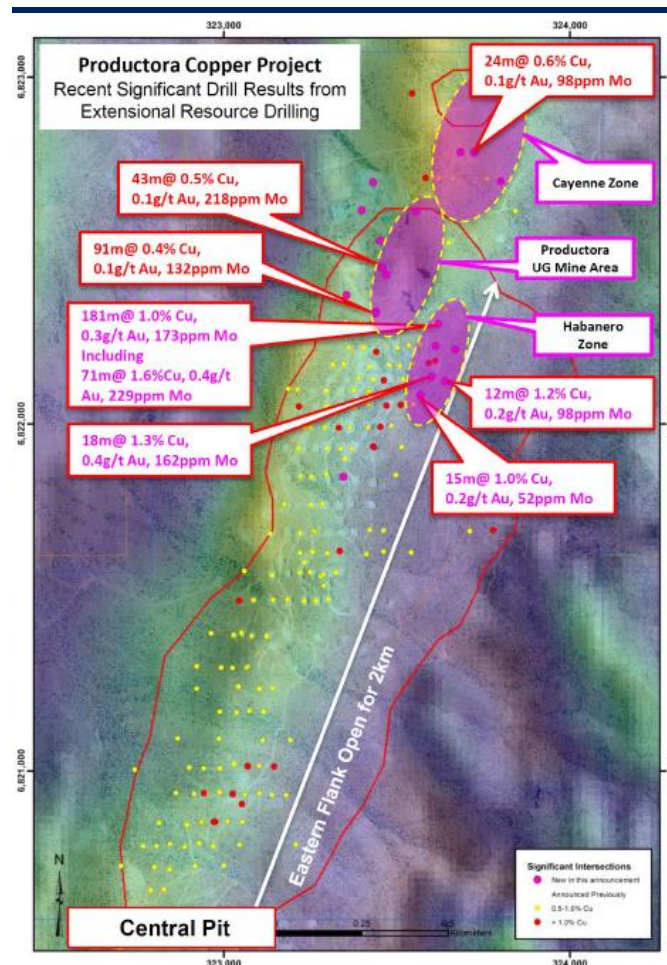 323,000
324,000
6,823,000
Productora Copper Project
Recent Significant Drill Results from
Extensional Resource Drilling
24m@ 0.6% Cu,
0.1g/t Au, 98ppm Mo
Cayenne Zone
43m@ 0.5% Cu,
0.1g/t Au, 218ppm Mo
Productora
UG Mine Area
91m@ 0.4% Cu,
0.1g/t Au, 132ppm Mo
181m@ 1.0% Cu,
0.3g/t Au, 173ppm Mo
Including
71m@ 1.6%Cu, 0.4g/t
Au, 229ppm Mo
Habanero
Zone
12m@ 1.2% Cu,
0.2g/t Au, 98ppm Mo
6,822,000
18m@ 1.3% Cu,
0.4g/t Au, 162ppm Mo
15m@ 1.0% Cu,
0.2g/t Au, 52ppm Mo
Eastern Flank Open for 2km
6,821,000
N
Significant Intersections
New in this announcement
Announced Previously
0.5-1.0% Cu
> 1.0% Cu
Central Pit
0.25
0.5
Kilometers
323,000
324,000